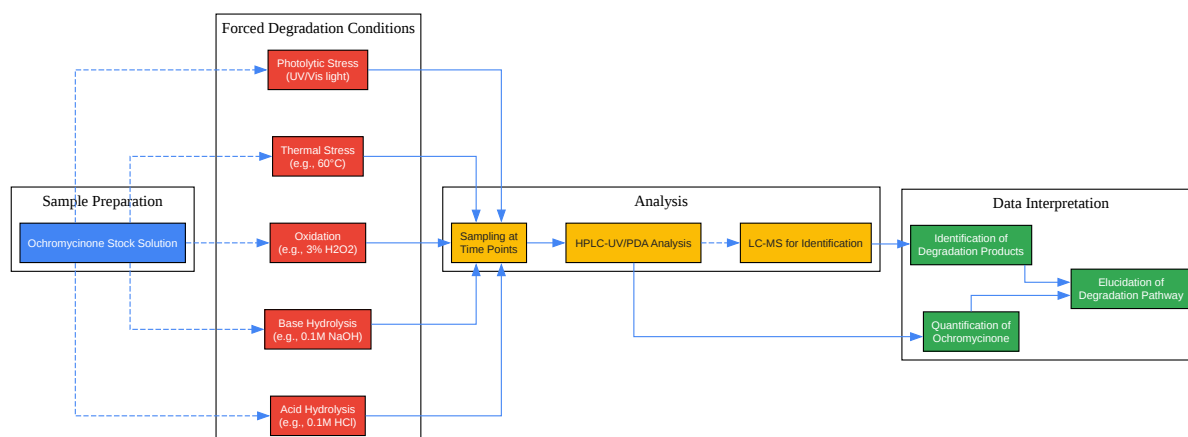 Forced Degradation Conditions
Photolytic Stress
(UV/Vis light)
Thermal Stress
(e.g., 60°C)
Sample Preparation
Ochromycinone Stock Solution
Oxidation
(e.g., 3% H2O2)
Base Hydrolysis
(e.g., 0.1M NaOH)
Acid Hydrolysis
(e.g., 0.1M HCl)
Analysis
Sampling at
Time Points
HPLC-UV/PDA Analysis
LC-MS for Identification
Data Interpretation
Identification of
Degradation Products
Quantification of
Ochromycinone
Elucidation of
Degradation Pathway